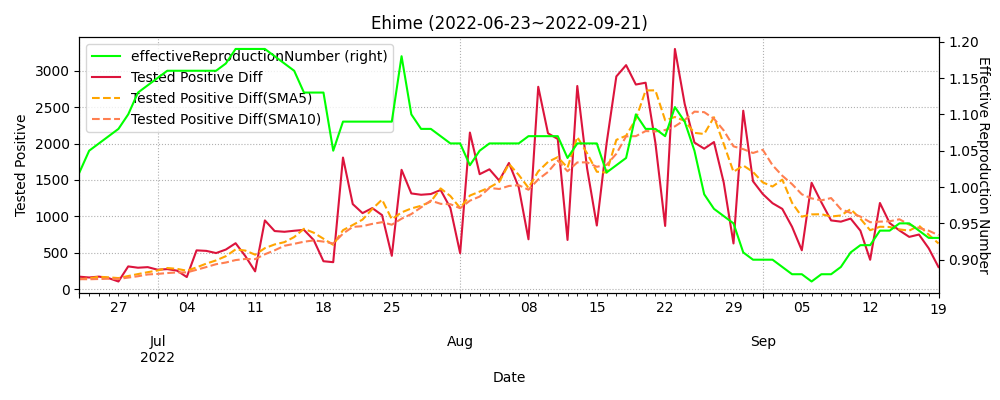 Ehime (2022-06-23~2022-09-21)
effectiveReproductionNumber (right)
Tested Positive Diff
Tested Positive Diff(SMA5)
Tested Positive Diff(SMA10)
Tested Positive
3000
2500
2000
1500
1000
500
0
1.20
1.15
1.10
1.05
1.00
0.95
0.90
Effective Reproduction Number
27 04 11 18 25 08 15 22 29 05 12 19
Jul Aug Sep
2022
Date